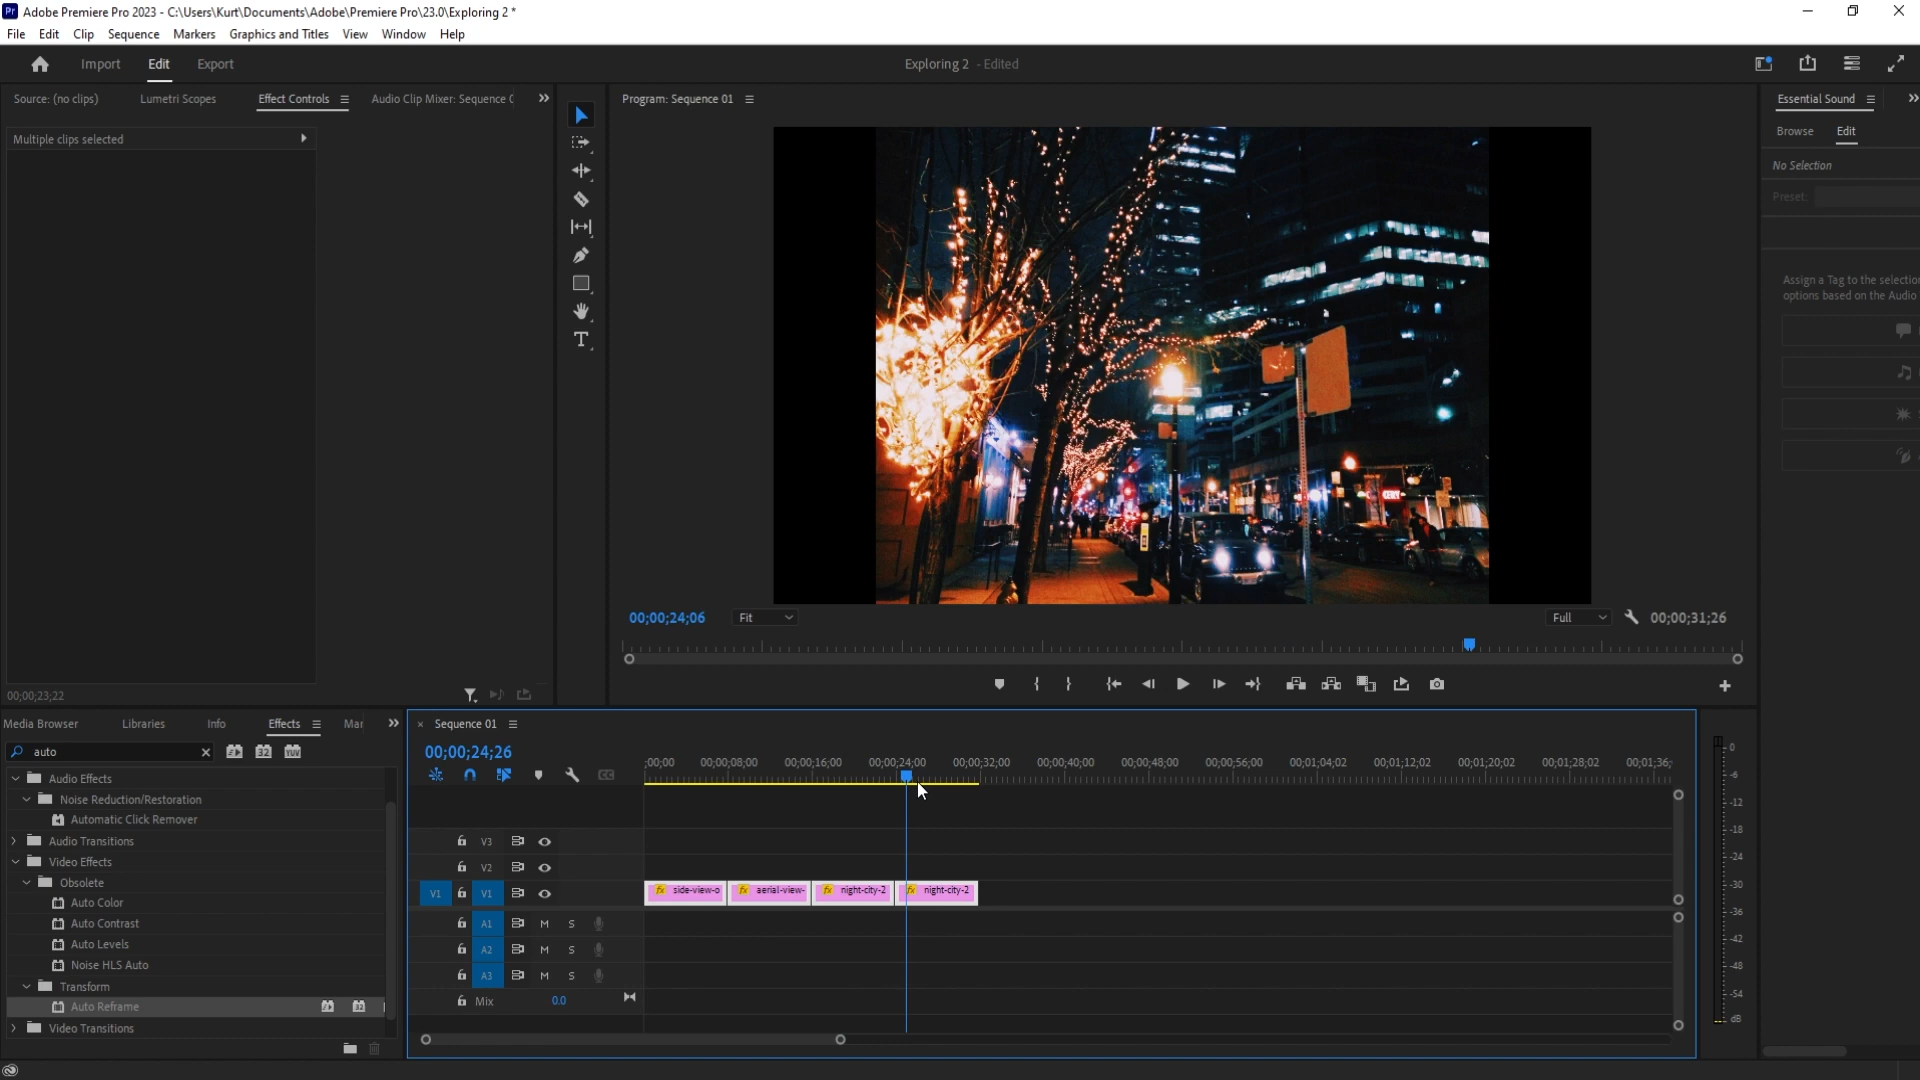 Pr Adobe Premiere Pro 2023 - C:\Users\Kurt\Documents\Adobe\Premiere Pro\23.0\Exploring 2 *
File Edit Clip Sequence Markers Graphics and Titles View Window Help
Import Edit Export Exploring 2 - Edited
Source: (no clips) Lumetri Scopes Effect Controls Audio Clip Mixer: Sequence
Program: Sequence 01
Essential Sound
Browse Edit
Multiple clips selected
No Selection
Preset:
Assign a Tag to the selection
options based on the Audio
00;00;24;06 Fit Full 00;00;31;26
00;00;23;22
Media Browser Libraries Info Effects Mar
auto
Audio Effects
Noise Reduction/Restoration
Automatic Click Remover
Audio Transitions
Video Effects
Obsolete
Auto Color
Auto Contrast
Auto Levels
Noise HLS Auto
Transform
Auto Reframe
Video Transitions
Sequence 01
00;00;24;26
;00;00 00;00;08;00 00;00;16;00 00;00;24;00 00;00;32;00 00;00;40;00 00;00;48;00 00;00;56;00 00;01;04;02 00;01;12;02 00;01;20;02 00;01;28;02 00;01;36;
V3
V2
V1 V1 fx side-view-o fx aerial-view- fx night-city-2 fx night-city-2
A1 M S
A2 M S
A3 M S
Mix 0.0
0
-6
-12
-18
-24
-30
-36
-42
-48
-54
dB